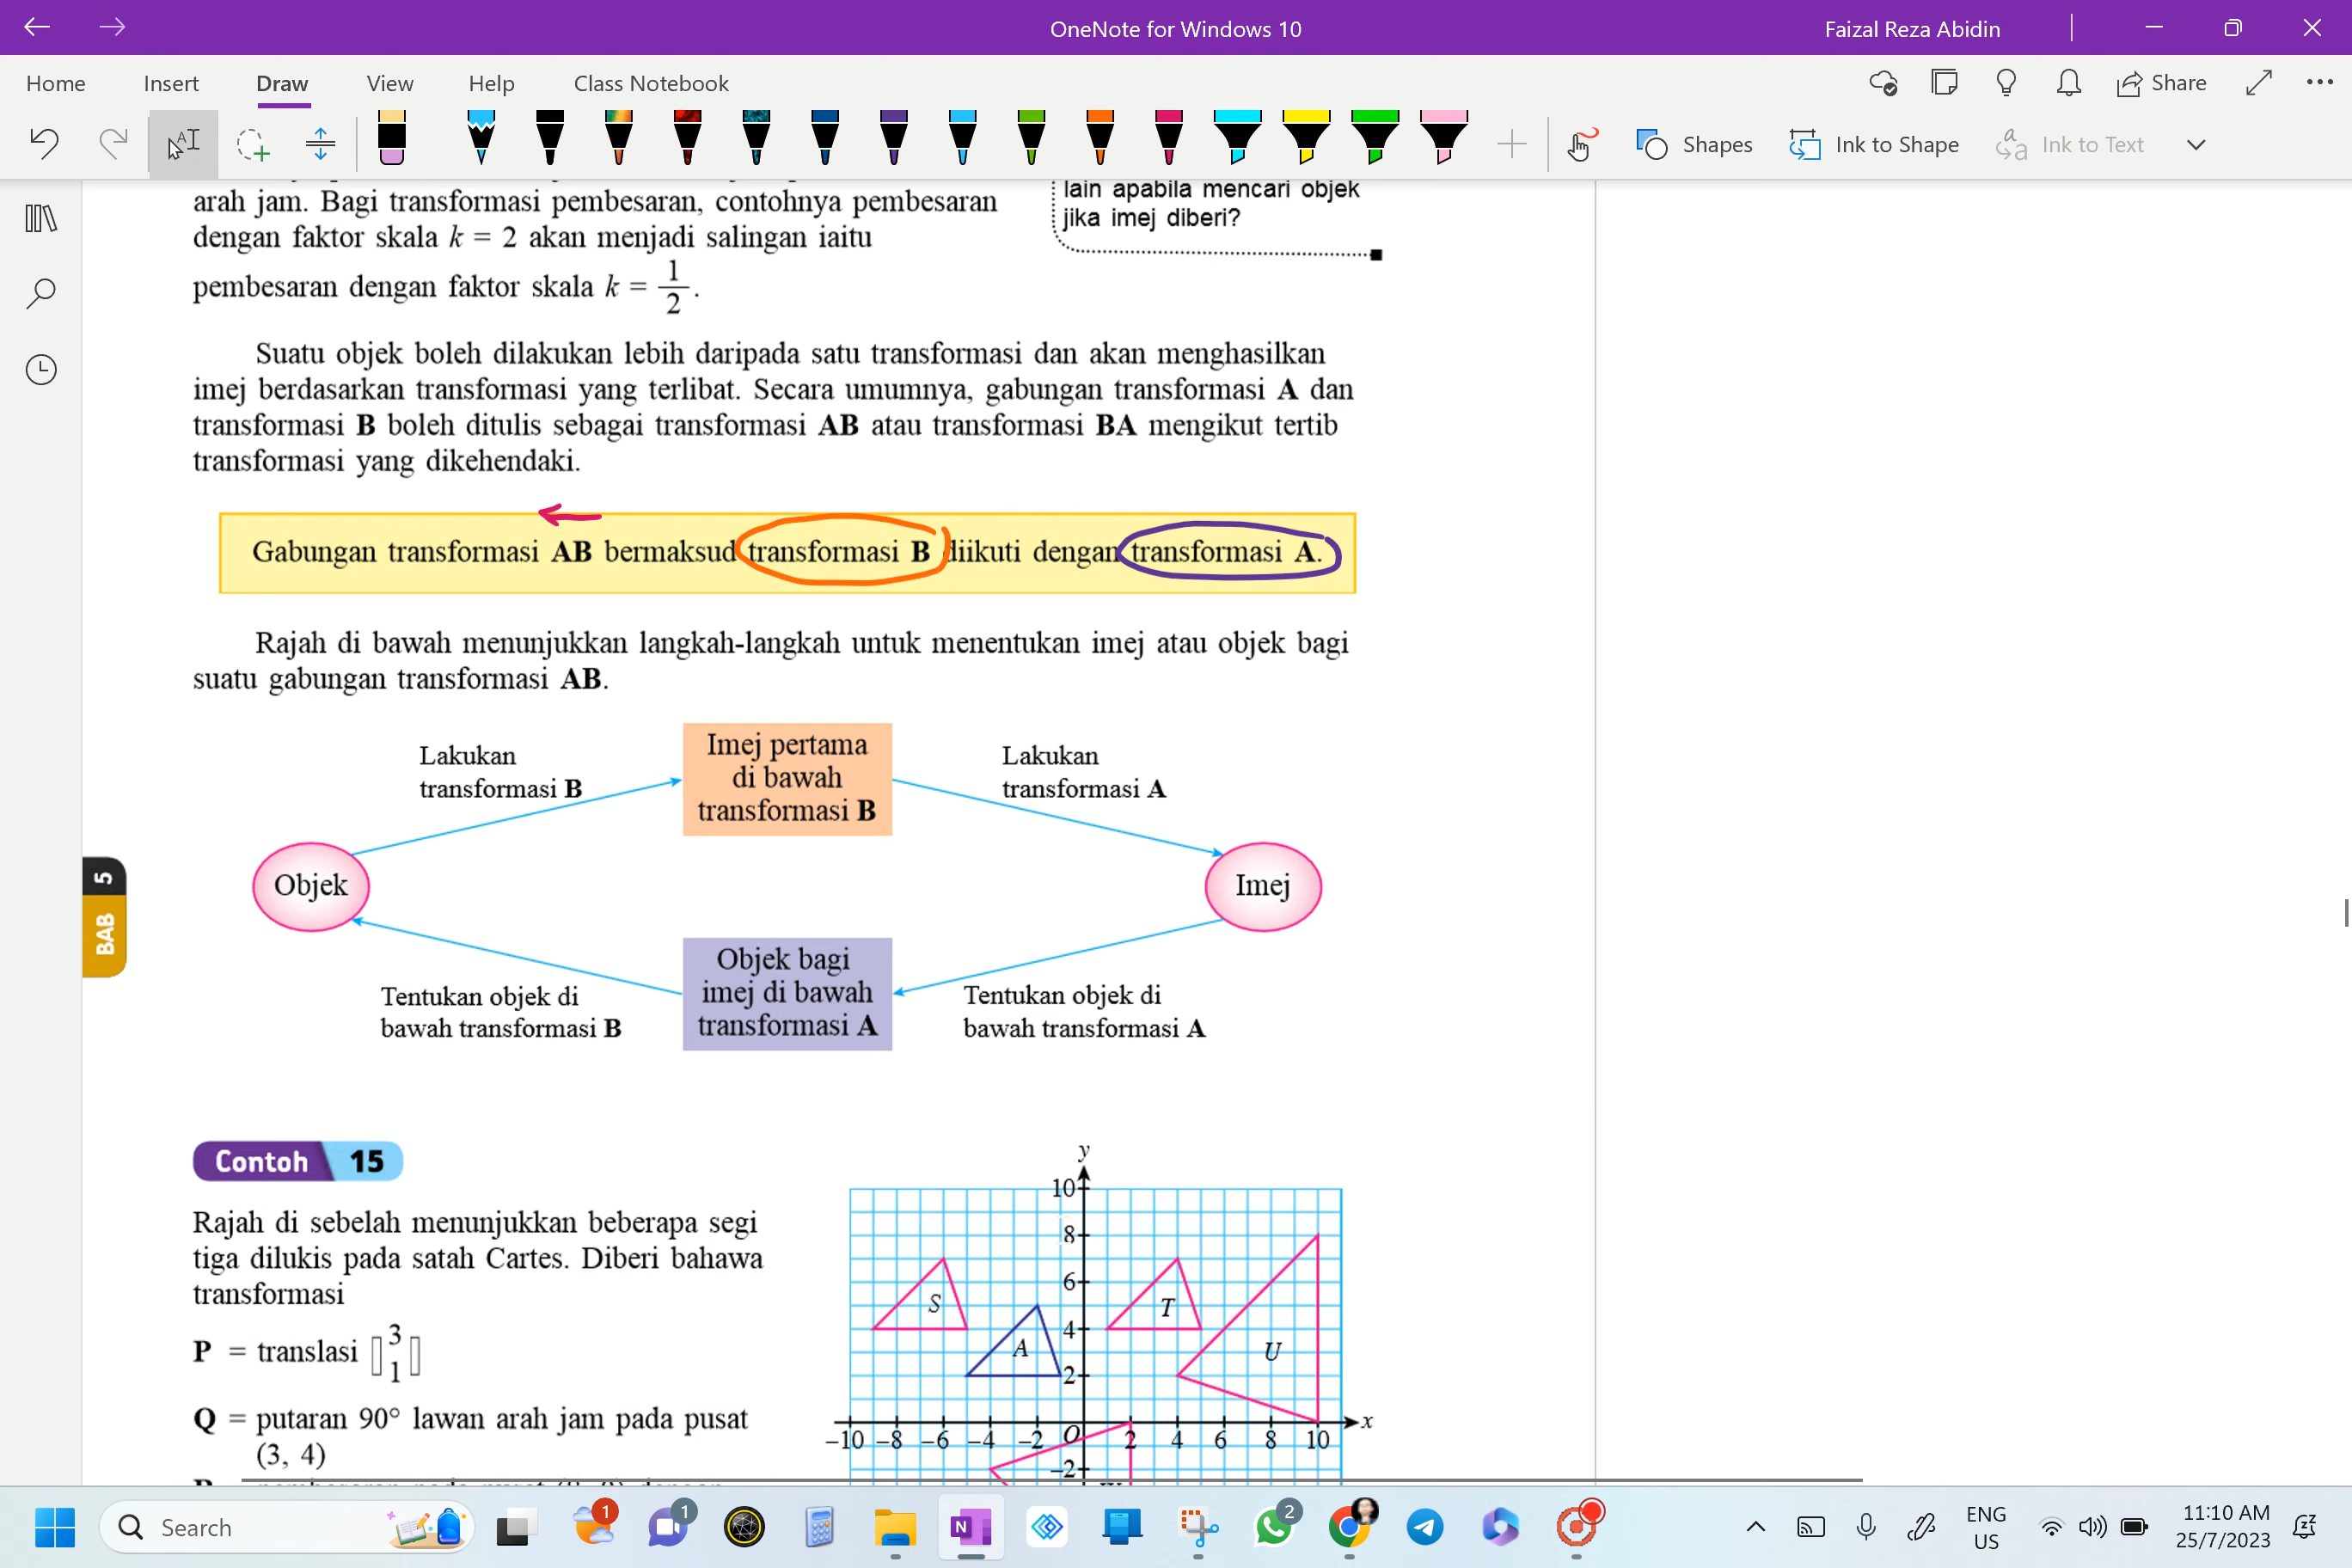 OneNote for Windows 10
Faizal Reza Abidin
Home
Insert
Draw
View
Help
Class Notebook
Share
Shapes
Ink to Shape
Ink to Text
arah jam. Bagi transformasi pembesaran, contohnya pembesaran
dengan faktor skala k = 2 akan menjadi salingan iaitu
pembesaran dengan faktor skala k = 1/2.
lain apabila mencari objek
jika imej diberi?
Suatu objek boleh dilakukan lebih daripada satu transformasi dan akan menghasilkan
imej berdasarkan transformasi yang terlibat. Secara umumnya, gabungan transformasi A dan
transformasi B boleh ditulis sebagai transformasi AB atau transformasi BA mengikut tertib
transformasi yang dikehendaki.
Gabungan transformasi AB bermaksud transformasi B diikuti dengan transformasi A.
Rajah di bawah menunjukkan langkah-langkah untuk menentukan imej atau objek bagi
suatu gabungan transformasi AB.
Lakukan
transformasi B
Imej pertama
di bawah
transformasi B
Lakukan
transformasi A
Objek
Imej
Tentukan objek di
bawah transformasi B
Objek bagi
imej di bawah
transformasi A
Tentukan objek di
bawah transformasi A
BAB 5
Contoh 15
Rajah di sebelah menunjukkan beberapa segi
tiga dilukis pada satah Cartes. Diberi bahawa
transformasi
P = translasi [3 1]
Q = putaran 90° lawan arah jam pada pusat
(3, 4)
y
10
8
6
4
2
S
A
T
U
x
–10 –8 –6 –4 –2 O 2 4 6 8 10
–2
Search
1
1
2
ENG
US
11:10 AM
25/7/2023